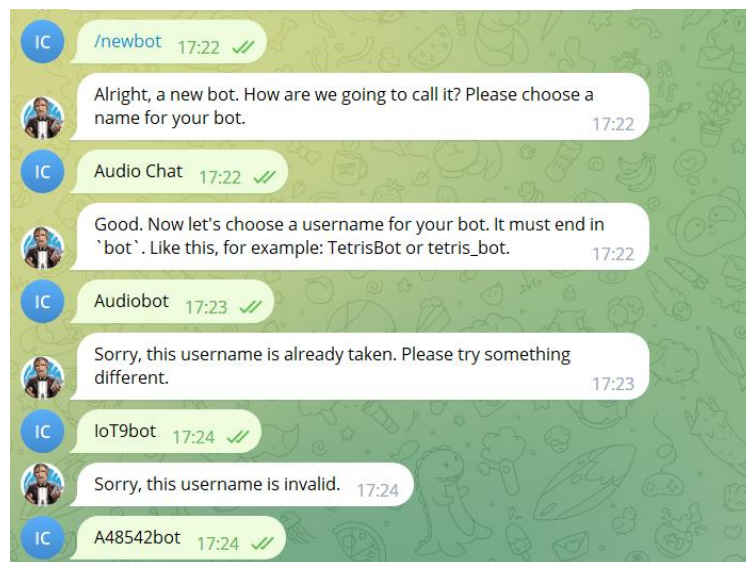 IC
/newbot 17:22
Alright, a new bot. How are we going to call it? Please choose a
name for your bot.
17:22
IC
Audio Chat 17:22
Good. Now let's choose a username for your bot. It must end in
`bot`. Like this, for example: TetrisBot or tetris_bot.
17:22
IC
Audiobot 17:23
Sorry, this username is already taken. Please try something
different.
17:23
IC
IoT9bot 17:24
Sorry, this username is invalid. 17:24
IC
A48542bot 17:24